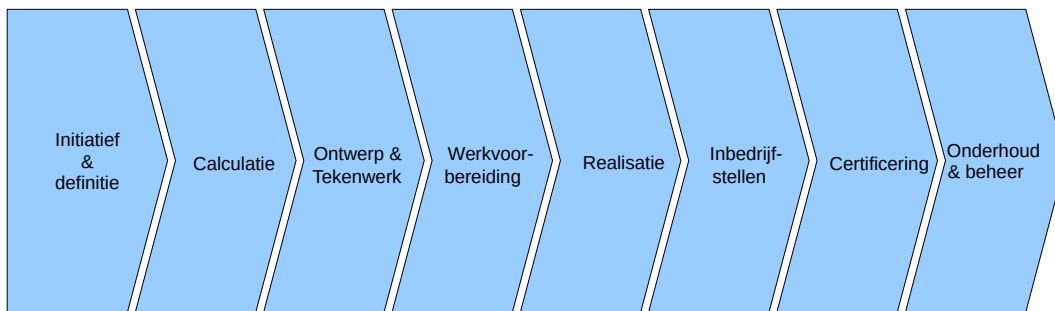 Initiatief
&
definitie
Calculatie
Ontwerp &
Tekenwerk
Werkvoor-
bereiding
Realisatie
Inbedrijf-
stellen
Certificering
Onderhoud
& beheer